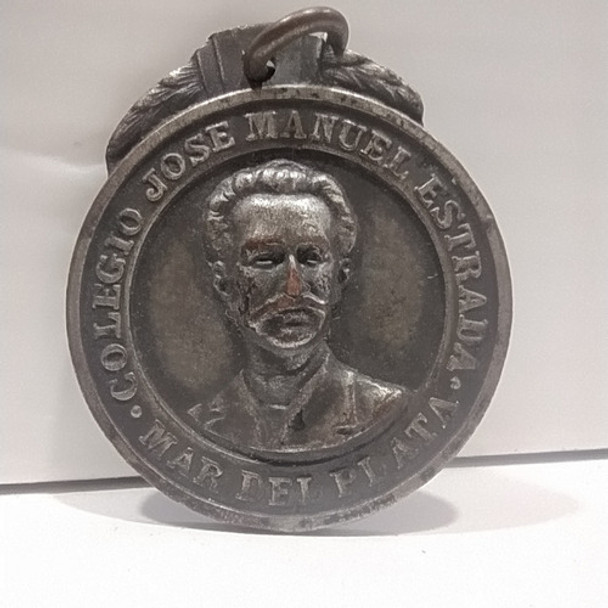 COLEGIO JOSE MANUEL ESTRADA
MAR DEL PLATA